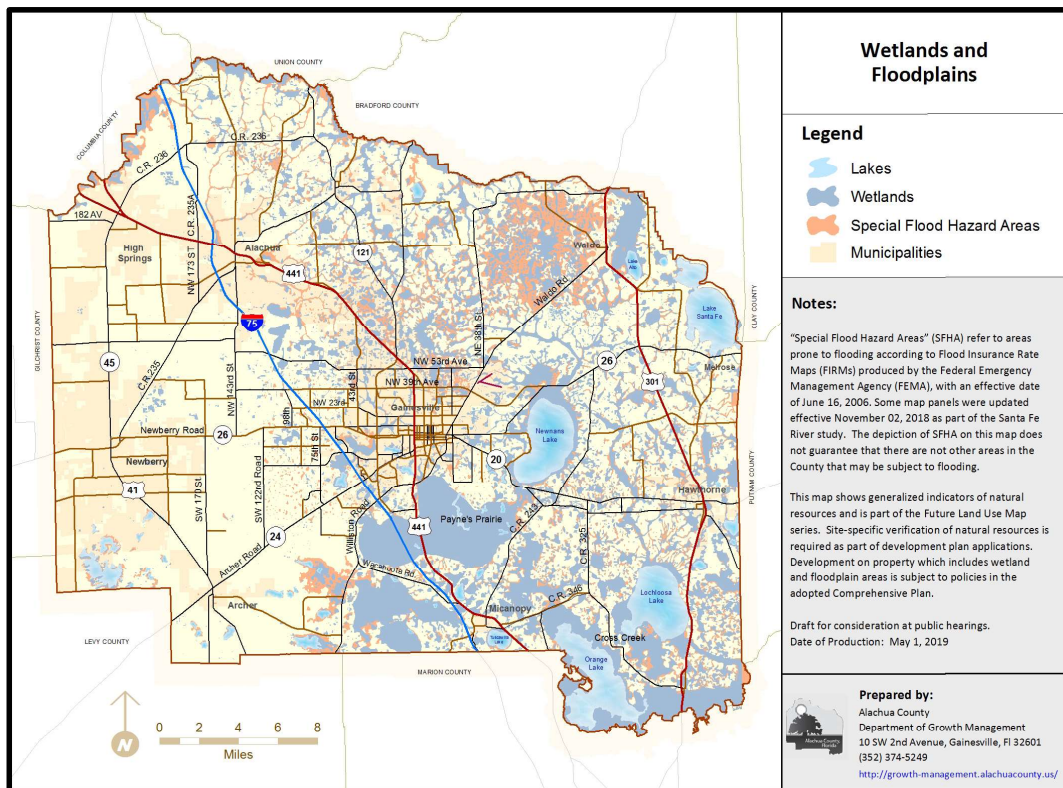 Wetlands and
Floodplains
Legend
Lakes
Wetlands
Special Flood Hazard Areas
Municipalities
Notes:
“Special Flood Hazard Areas” (SFHA) refer to areas
prone to flooding according to Flood Insurance Rate
Maps (FIRMs) produced by the Federal Emergency
Management Agency (FEMA), with an effective date
of June 16, 2006. Some map panels were updated
effective November 02, 2018 as part of the Santa Fe
River study. The depiction of SFHA on this map does
not guarantee that there are not other areas in the
County that may be subject to flooding.
This map shows generalized indicators of natural
resources and is part of the Future Land Use Map
series. Site-specific verification of natural resources is
required as part of development plan applications.
Development on property which includes wetland
and floodplain areas is subject to policies in the
adopted Comprehensive Plan.
Draft for consideration at public hearings.
Date of Production: May 1, 2019
Prepared by:
Alachua County
Department of Growth Management
10 SW 2nd Avenue, Gainesville, Fl 32601
(352) 374-5249
http://growth-management.alachuacounty.us/
Alachua County
Florida
UNION COUNTY
BRADFORD COUNTY
COLUMBIA COUNTY
C.R. 236
C.R. 236
182 AV
C.R. 235A
High
Springs
NW 173 ST
Alachua
441
121
Waldo
Lake
Alto
Waldo Rd
Lake
Santa Fe
CLAY COUNTY
GILCHRIST COUNTY
75
NE 38th St
45
C.R.235
NW 143rd ST
NW 53rd Ave
NW 39th Ave
26
Melrose
301
43rd St
NW 23rd
98th
Gainesville
Newnans
Lake
Newberry Road
26
75th St
Newberry
20
41
SW 170St
SW 122nd Road
Hawthorne
PUTNAM COUNTY
Payne's Prairie
C.R. 243
441
Williston Road
24
Archer Road
C.R. 325
Wacahoota Rd.
Lochloosa
Lake
C.R. 346
Archer
Micanopy
Cross Creek
LEVY COUNTY
Orange
Lake
MARION COUNTY
N
0 2 4 6 8
Miles